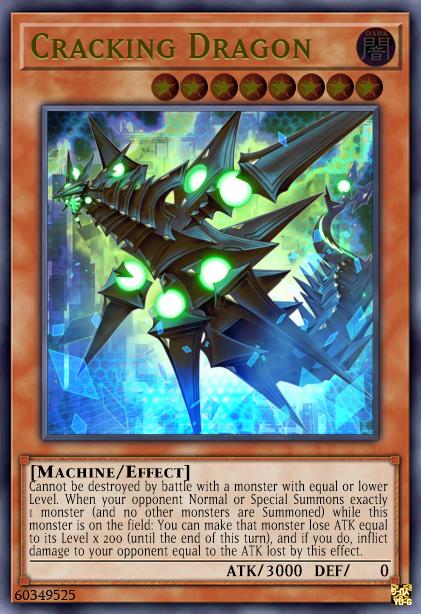 CRACKING DRAGON
DARK
闇
[MACHINE/EFFECT]
Cannot be destroyed by battle with a monster with equal or lower
Level. When your opponent Normal or Special Summons exactly
1 monster (and no other monsters are Summoned) while this
monster is on the field: You can make that monster lose ATK equal
to its Level x 200 (until the end of this turn), and if you do, inflict
damage to your opponent equal to the ATK lost by this effect.
ATK/3000 DEF/ 0
60349525